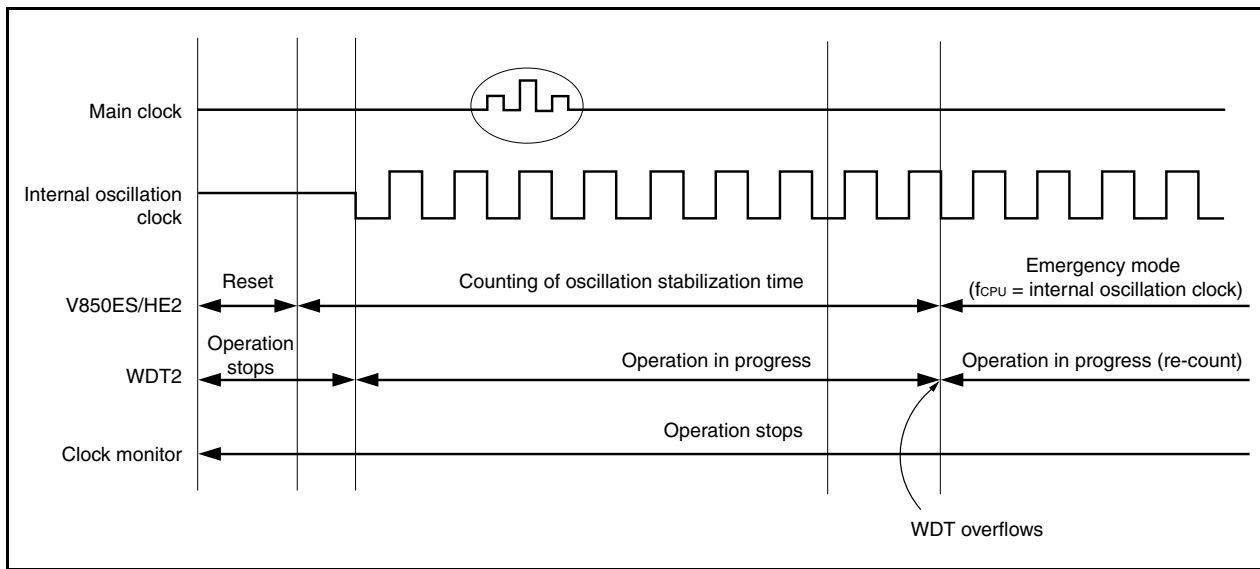 Main clock
Internal oscillation
clock
V850ES/HE2
Reset
Counting of oscillation stabilization time
Emergency mode
(fCPU = internal oscillation clock)
WDT2
Operation
stops
Operation in progress
Operation in progress (re-count)
Clock monitor
Operation stops
WDT overflows